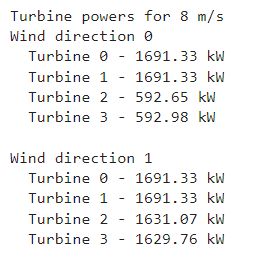 Turbine powers for 8 m/s
Wind direction 0
Turbine 0 - 1691.33 kW
Turbine 1 - 1691.33 kW
Turbine 2 - 592.65 kW
Turbine 3 - 592.98 kW
Wind direction 1
Turbine 0 - 1691.33 kW
Turbine 1 - 1691.33 kW
Turbine 2 - 1631.07 kW
Turbine 3 - 1629.76 kW